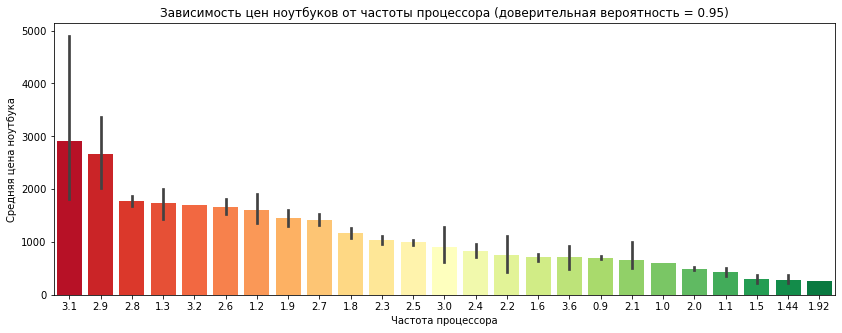 Зависимость цен ноутбуков от частоты процессора (доверительная вероятность = 0.95)
Средняя цена ноутбука
5000
4000
3000
2000
1000
0
3.1 2.9 2.8 1.3 3.2 2.6 1.2 1.9 2.7 1.8 2.3 2.5 3.0 2.4 2.2 1.6 3.6 0.9 2.1 1.0 2.0 1.1 1.5 1.44 1.92
Частота процессора